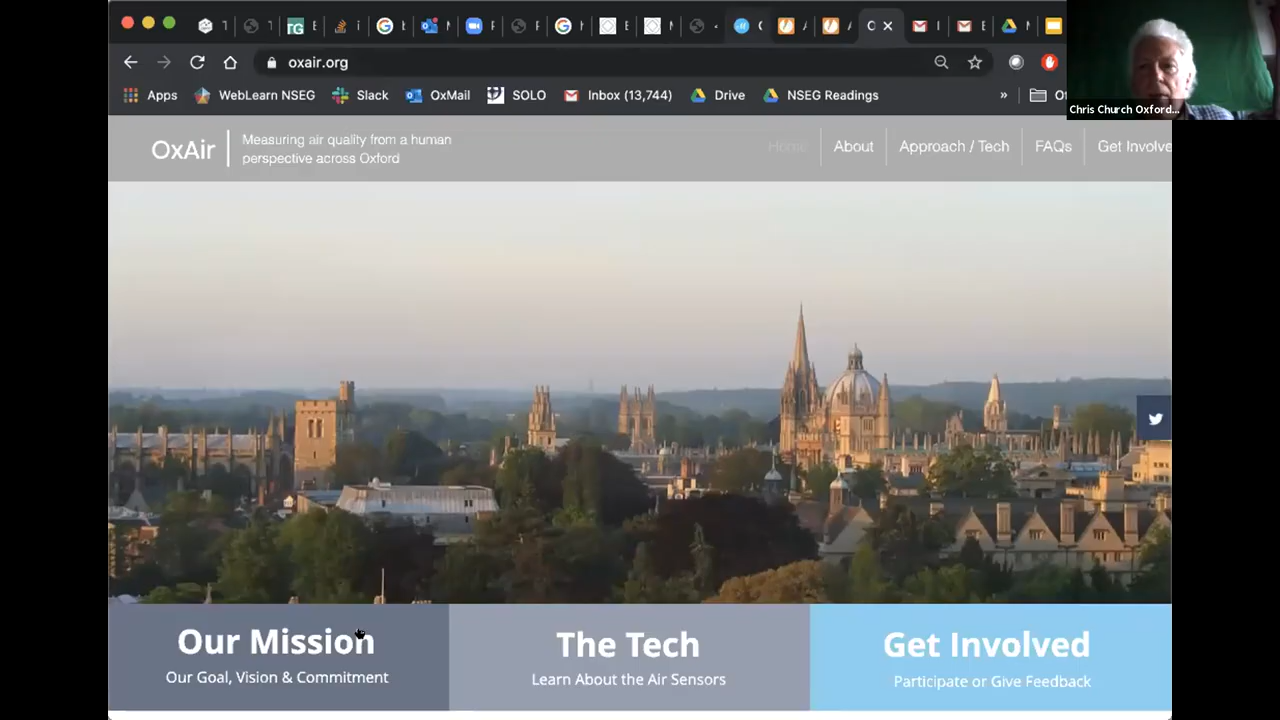 oxair.org
Apps WebLearn NSEG Slack OxMail SOLO Inbox (13,744) Drive NSEG Readings »
Chris Church Oxford...
OxAir
Measuring air quality from a human
perspective across Oxford
Home About Approach / Tech FAQs Get Involve
Our Mission
Our Goal, Vision & Commitment
The Tech
Learn About the Air Sensors
Get Involved
Participate or Give Feedback